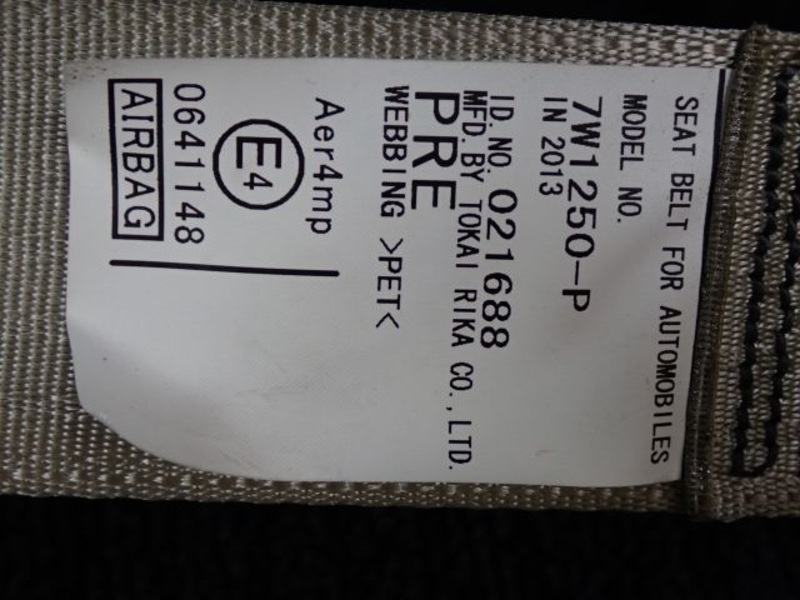 SEAT BELT FOR AUTOMOBILES
MODEL NO.
7W1250-P
IN 2013
ID. NO. 021688
MFD. BY TOKAI RIKA CO., LTD.
PRE
WEBBING >PET<
Aer4mp
E4
0641148
AIRBAG